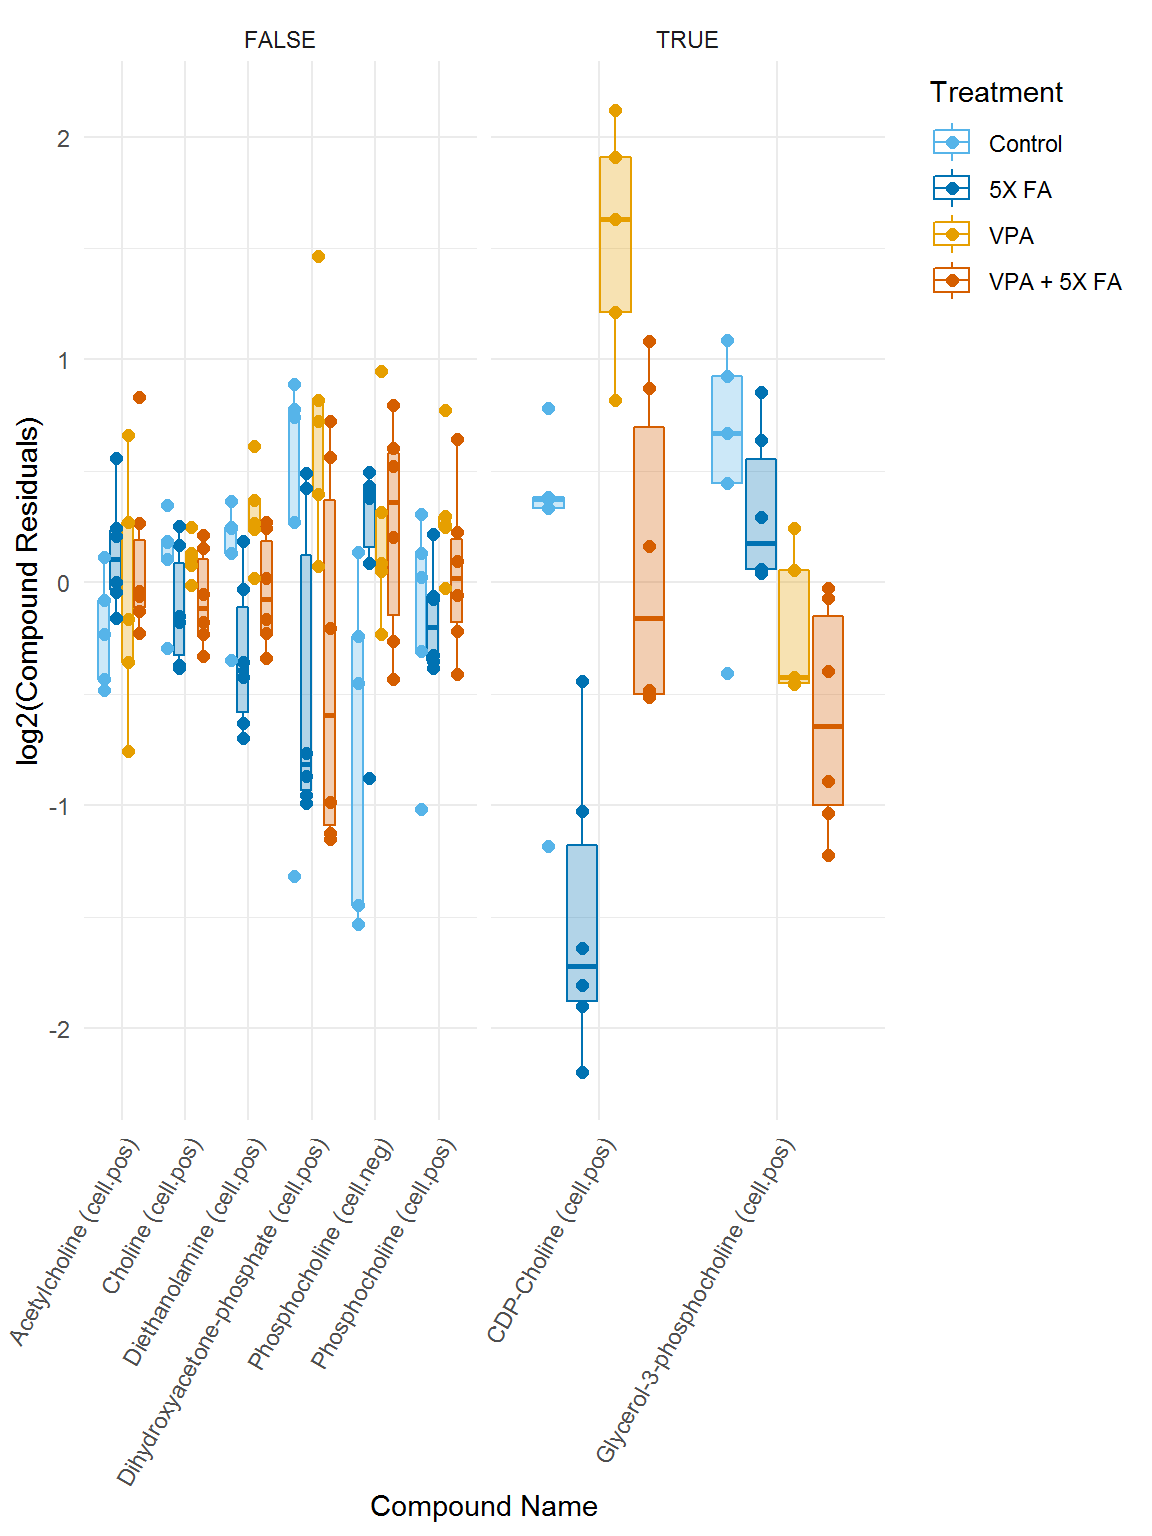 FALSE
TRUE
Treatment
Control
5X FA
VPA
VPA + 5X FA
log2(Compound Residuals)
2
1
0
-1
-2
Acetylcholine (cell.pos)
Choline (cell.pos)
Diethanolamine (cell.pos)
Dihydroxyacetone-phosphate (cell.pos)
Phosphocholine (cell.neg)
Phosphocholine (cell.pos)
CDP-Choline (cell.pos)
Glycerol-3-phosphocholine (cell.pos)
Compound Name